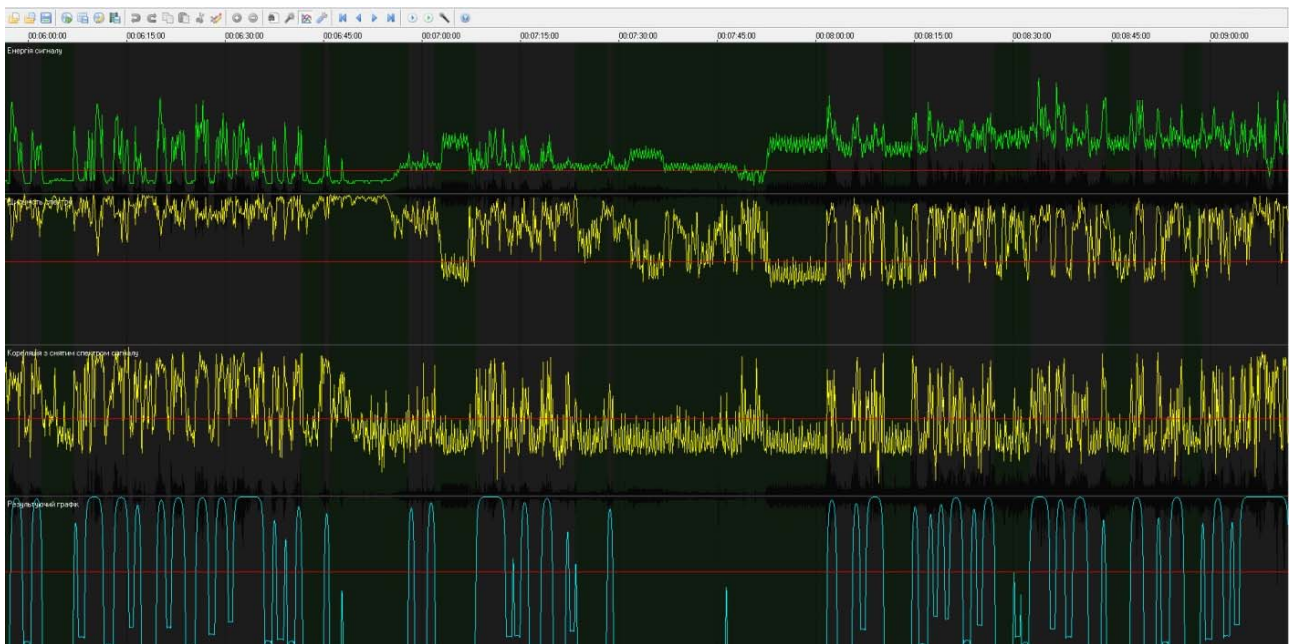 00:06:00:00 00:06:15:00 00:06:30:00 00:06:45:00 00:07:00:00 00:07:15:00 00:07:30:00 00:07:45:00 00:08:00:00 00:08:15:00 00:08:30:00 00:08:45:00 00:09:00:00
Енергія сигналу
Кореляція з снятим спектром сигналу
Результуючий графік